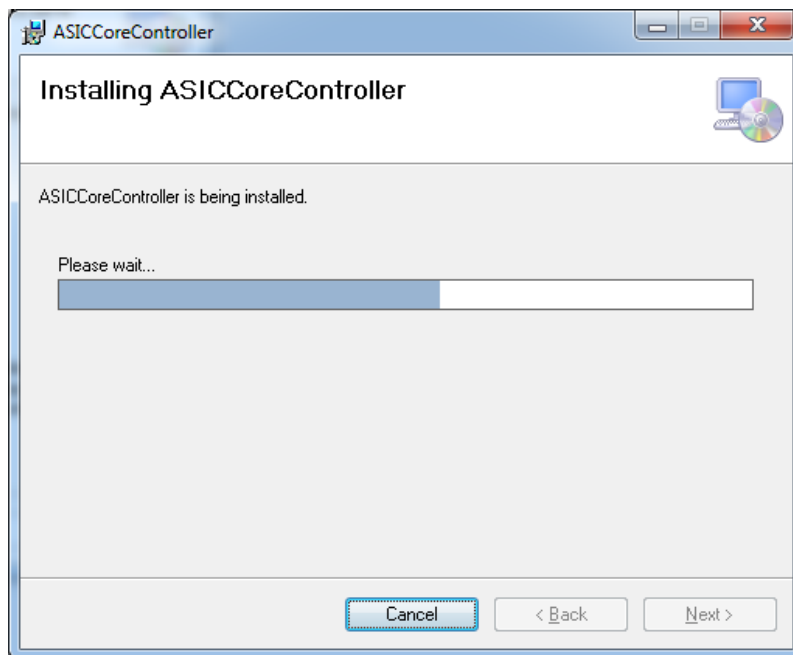 ASICCoreController
Installing ASICCoreController
ASICCoreController is being installed.
Please wait...
Cancel
< Back
Next >